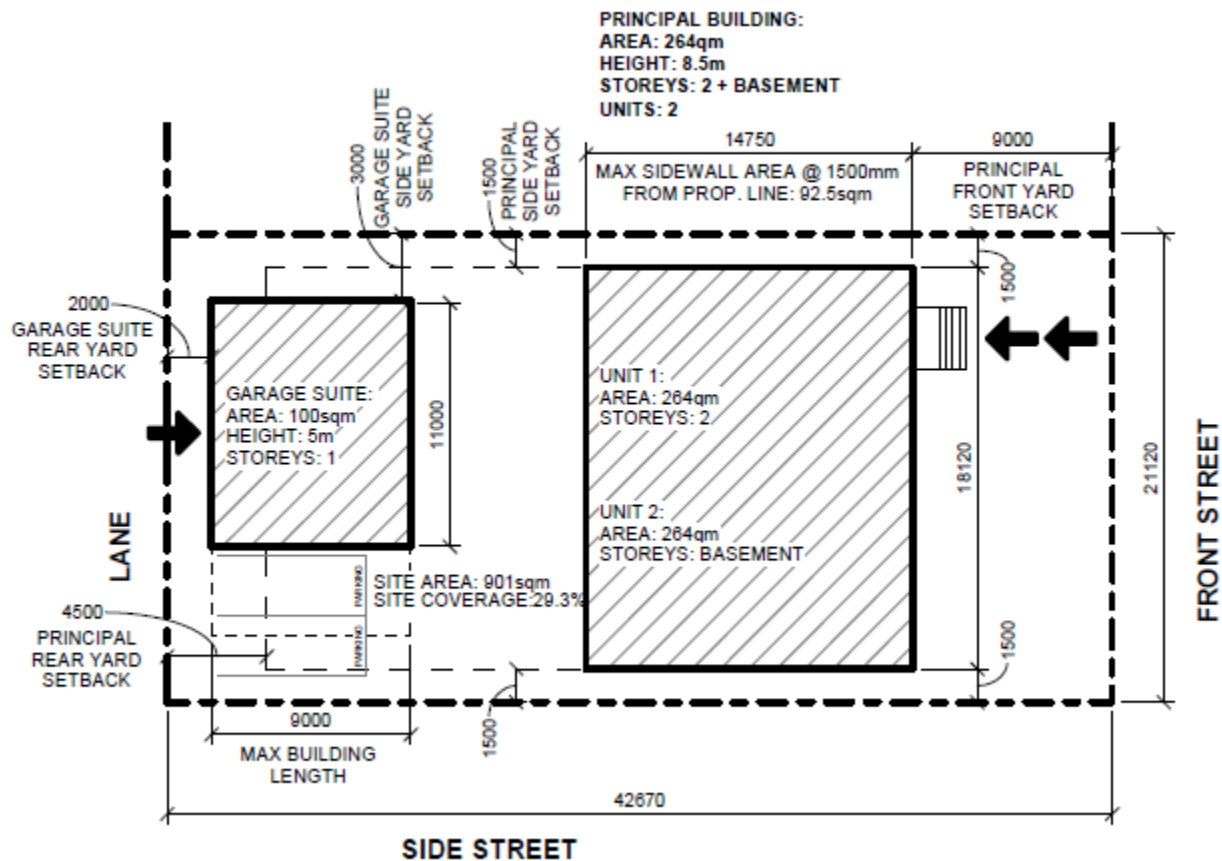 PRINCIPAL BUILDING:
AREA: 264qm
HEIGHT: 8.5m
STOREYS: 2 + BASEMENT
UNITS: 2
3000
GARAGE SUITE
SIDE YARD
SETBACK
1500
PRINCIPAL
SIDE YARD
SETBACK
14750
MAX SIDEWALL AREA @ 1500mm
FROM PROP. LINE: 92.5sqm
9000
PRINCIPAL
FRONT YARD
SETBACK
1500
2000
GARAGE SUITE
REAR YARD
SETBACK
GARAGE SUITE:
AREA: 100sqm
HEIGHT: 5m
STOREYS: 1
11000
UNIT 1:
AREA: 264qm
STOREYS: 2
UNIT 2:
AREA: 264qm
STOREYS: BASEMENT
18120
21120
FRONT STREET
LANE
PARKING
PARKING
SITE AREA: 901sqm
SITE COVERAGE:29.3%
4500
PRINCIPAL
REAR YARD
SETBACK
1500
1500
9000
MAX BUILDING
LENGTH
42670
SIDE STREET